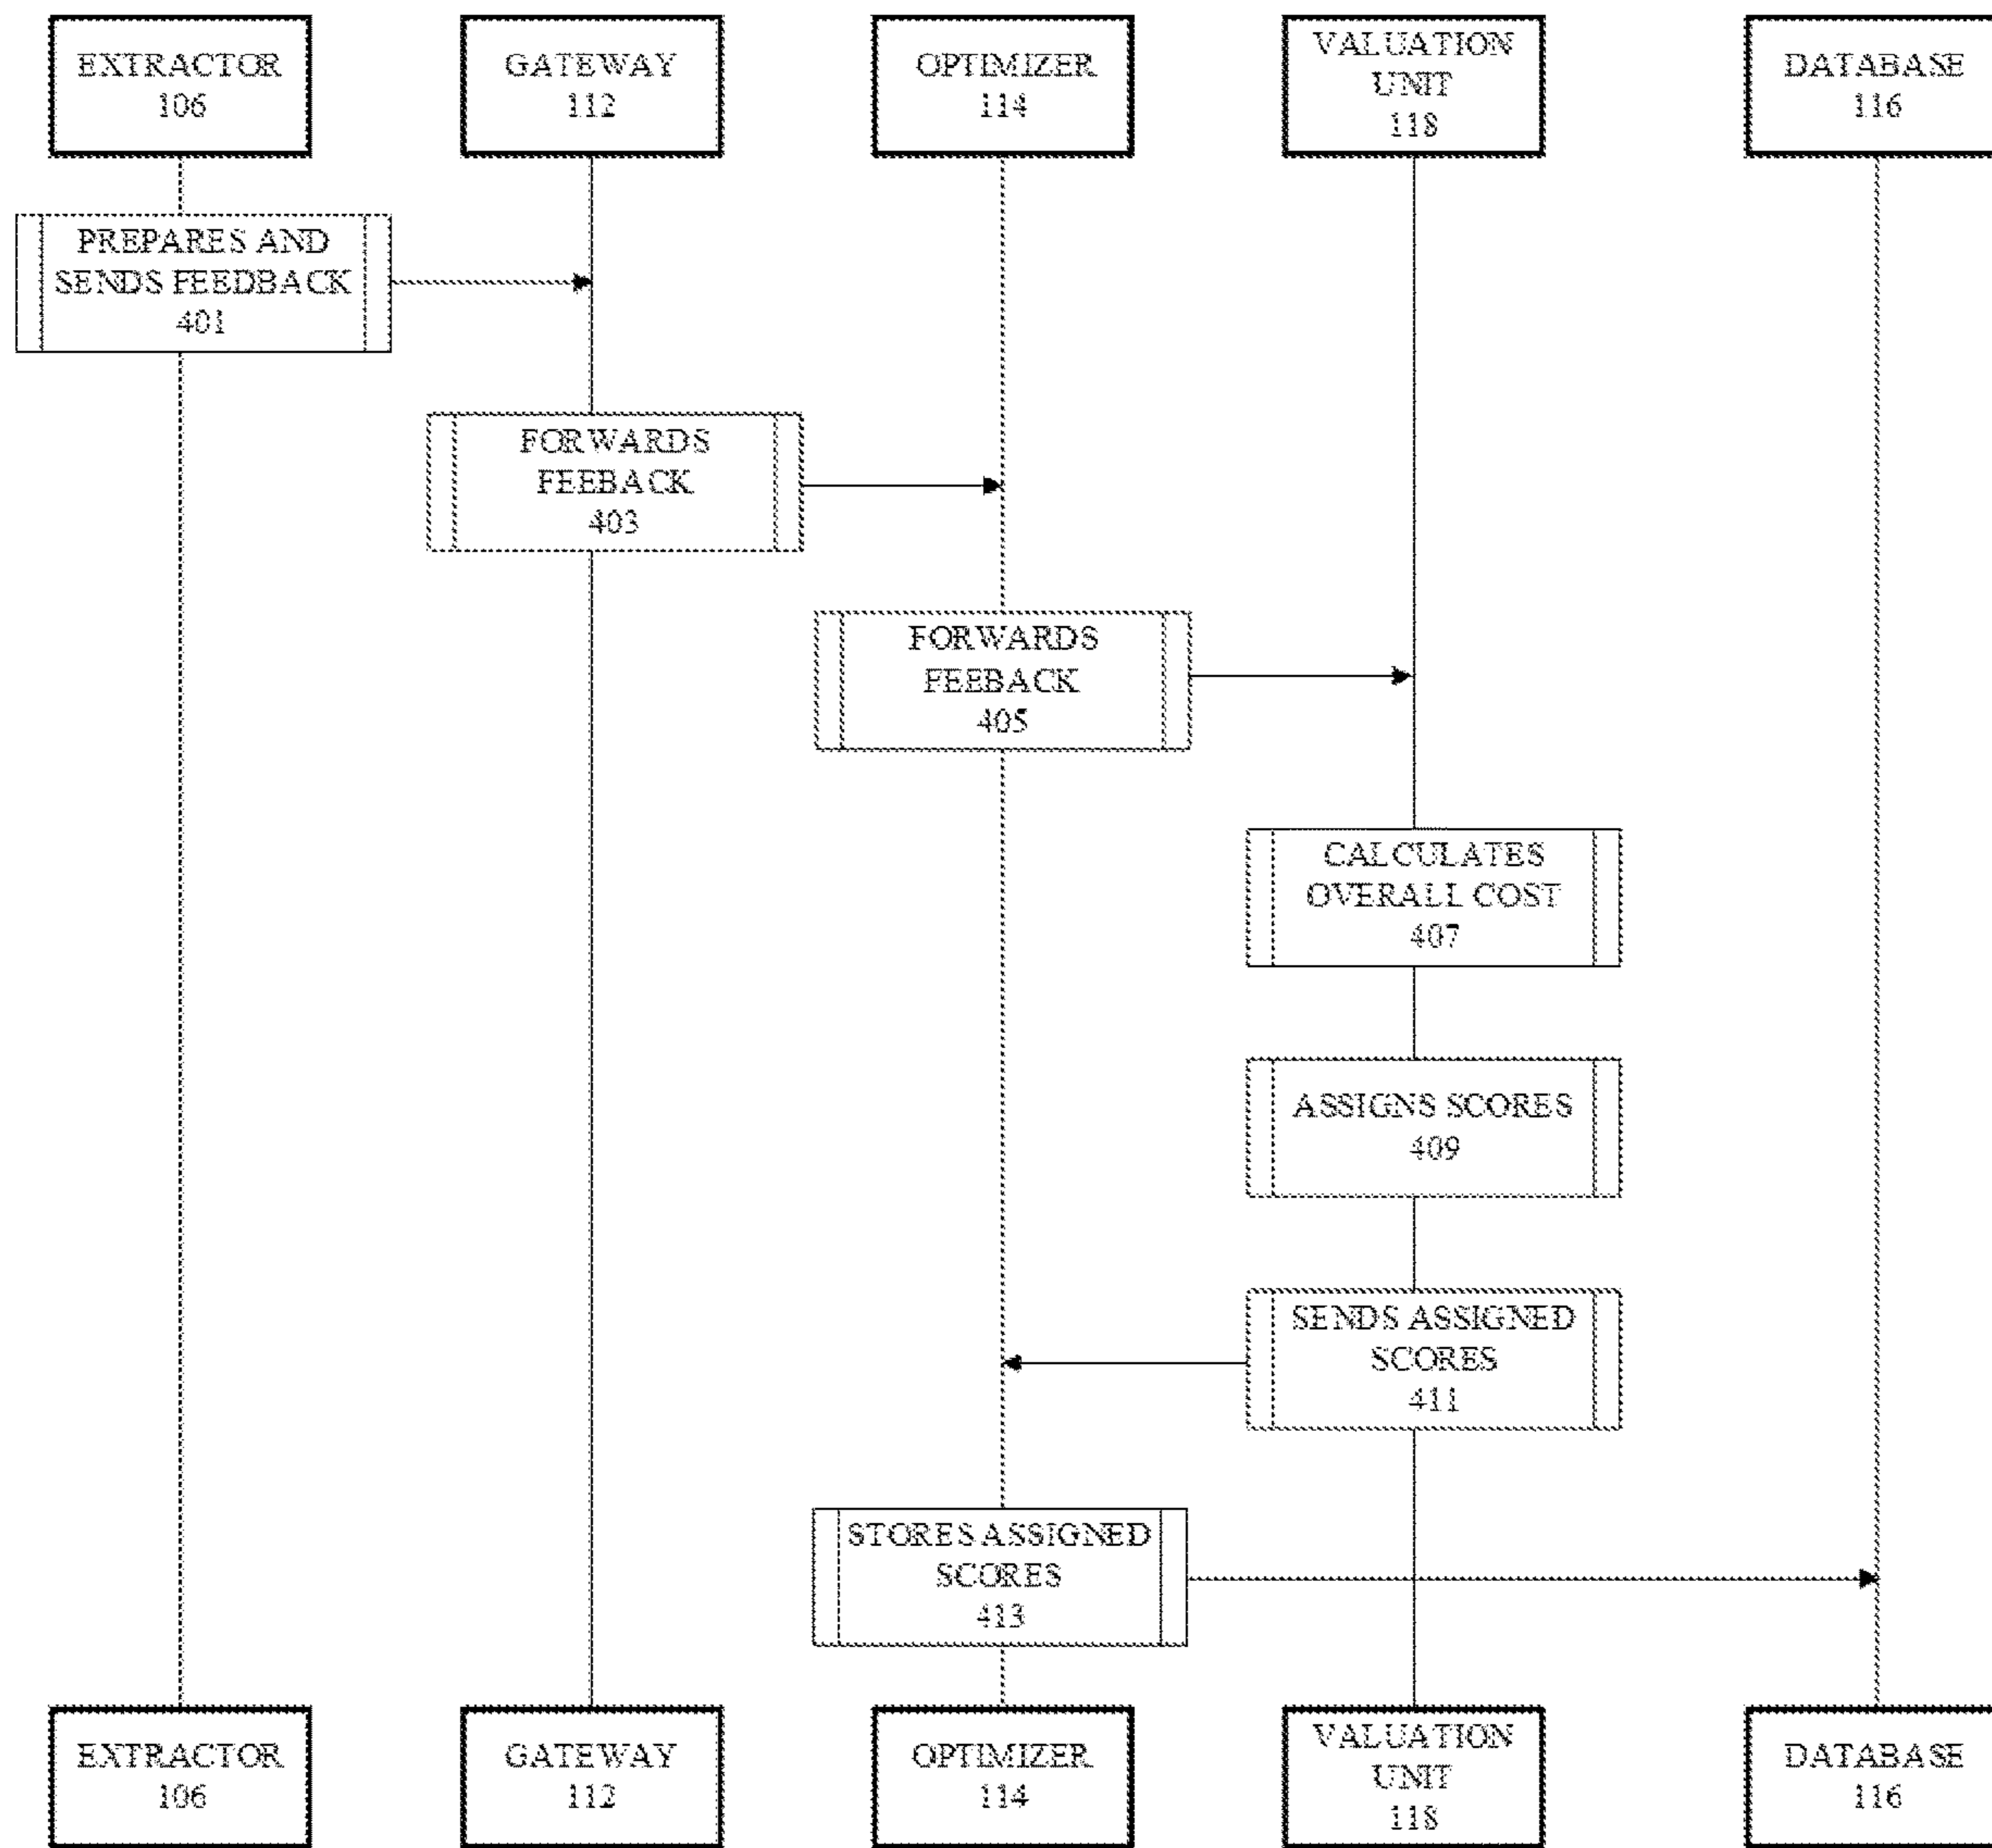 EXTRACTOR
106
GATEWAY
112
OPTIMIZER
114
VALUATION
UNIT
118
DATABASE
116
PREPARES AND
SENDS FEEDBACK
401
FORWARDS
FEEBACK
403
FORWARDS
FEEBACK
405
CALCULATES
OVERALL COST
407
ASSIGNS SCORES
409
SENDS ASSIGNED
SCORES
411
STORES ASSIGNED
SCORES
413
EXTRACTOR
106
GATEWAY
112
OPTIMIZER
114
VALUATION
UNIT
118
DATABASE
116